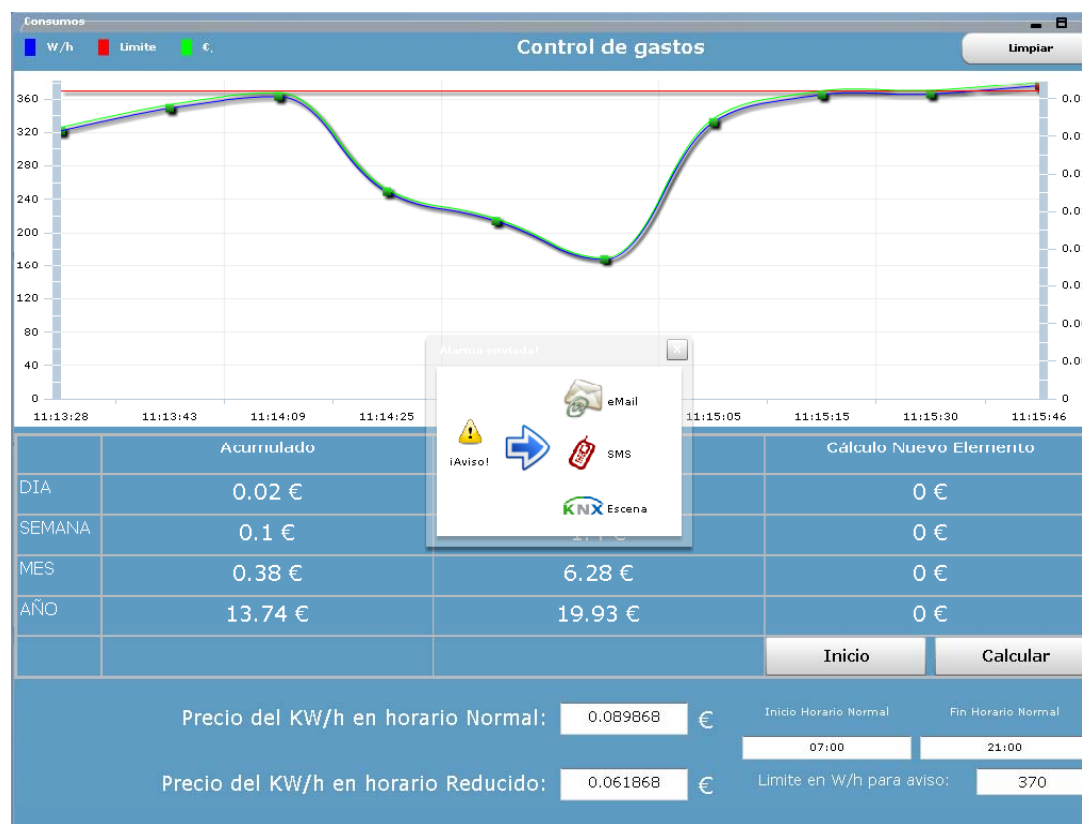 Consumos
W/h Limite €,
Control de gastos
Limpiar
360
320
280
240
200
160
120
80
40
0
0
11:13:28 11:13:43 11:14:09 11:14:25 11:15:05 11:15:15 11:15:30 11:15:46
Alarma enviada!
X
¡Aviso!
eMail
SMS
KNX Escena
Acumulado Cálculo Nuevo Elemento
DIA 0.02 € 0 €
SEMANA 0.1 € 0 €
MES 0.38 € 6.28 € 0 €
AÑO 13.74 € 19.93 € 0 €
Inicio Calcular
Precio del KW/h en horario Normal: 0.089868 €
Inicio Horario Normal Fin Horario Normal
07:00 21:00
Precio del KW/h en horario Reducido: 0.061868 €
Limite en W/h para aviso: 370